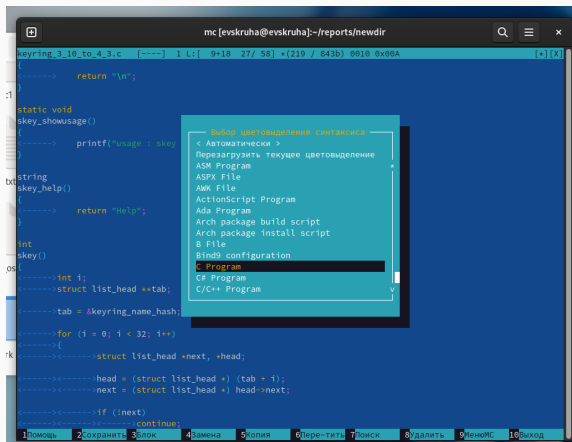 mc [evskruha@evskruha]:~/reports/newdir
keyring_3_10_to_4_3.c [----] 1 L:[ 9+18 27/ 58] *(219 / 843b) 0010 0x00A [*][X]
{
<------> return "\n";
}
static void
skey_showusage()
{
<------> printf("usage : skey
}
string
skey_help()
{
<------> return "Help";
}
int
skey()
{
<------>int i;
<------>struct list_head **tab;
<------>tab = &keyring_name_hash;
<------>for (i = 0; i < 32; i++)
<------>{
<------><------>struct list_head *next, *head;
<------><------>head = (struct list_head *) (tab + i);
<------><------>next = (struct list_head *) head->next;
<------><------>if (!next)
<------><------><------>continue;
Выбор цветовыделения синтаксиса
< Автоматически >
Перезагрузить текущее цветовыделение
ASM Program
ASPX File
AWK File
ActionScript Program
Ada Program
Arch package build script
Arch package install script
B File
Bind9 configuration
C Program
C# Program
C/C++ Program
1Помощь 2Сохранить 3Блок 4Замена 5Копия 6Пере~тить 7Поиск 8Удалить 9МенюMC 10Выход